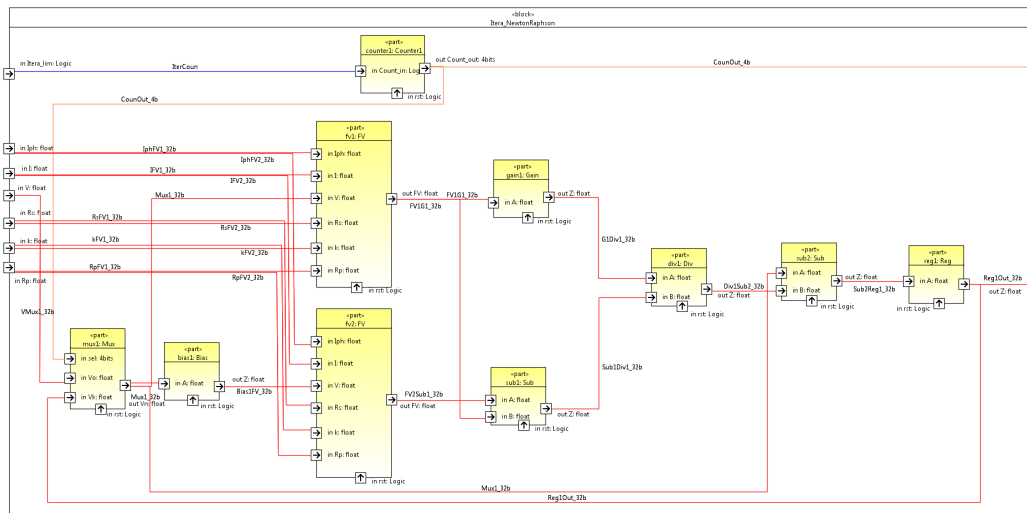 «block»
Itera_NewtonRaphson
«part»
counter1: Counter1
in Itera_lim: Logic
IterCoun
in Count_in: Log
out Count_out: 4bits
CounOut_4b
in rst: Logic
CounOut_4b
«part»
fv1: FV
in Iph: float
IphFV1_32b
IphFV2_32b
in Iph: float
in I: float
IFV1_32b
IFV2_32b
in I: float
in V: float
Mux1_32b
in V: float
out FV: float
FV1G1_32b
FV1G1_32b
in Rs: float
RsFV1_32b
RsFV2_32b
in Rs: float
in k: float
kFV1_32b
kFV2_32b
in k: float
in Rp: float
RpFV1_32b
RpFV2_32b
in Rp: float
in rst: Logic
«part»
gain1: Gain
in A: float
out Z: float
in rst: Logic
G1Div1_32b
«part»
div1: Div
in A: float
in B: float
Div1Sub2_32b
out Z: float
in rst: Logic
«part»
sub2: Sub
in A: float
in B: float
out Z: float
Sub2Reg1_32b
in rst: Logic
«part»
reg1: Reg
in A: float
Reg1Out_32b
out Z: float
in rst: Logic
VMux1_32b
«part»
mux1: Mux
in sel: 4bits
in Vo: float
in Vk: float
Mux1_32b
out Vn: float
in rst: Logic
«part»
bias1: Bias
in A: float
out Z: float
Bias1FV_32b
in rst: Logic
«part»
fv2: FV
in Iph: float
in I: float
in V: float
in Rs: float
in k: float
in Rp: float
FV2Sub1_32b
out FV: float
in rst: Logic
«part»
sub1: Sub
in A: float
in B: float
out Z: float
in rst: Logic
Sub1Div1_32b
Mux1_32b
Reg1Out_32b